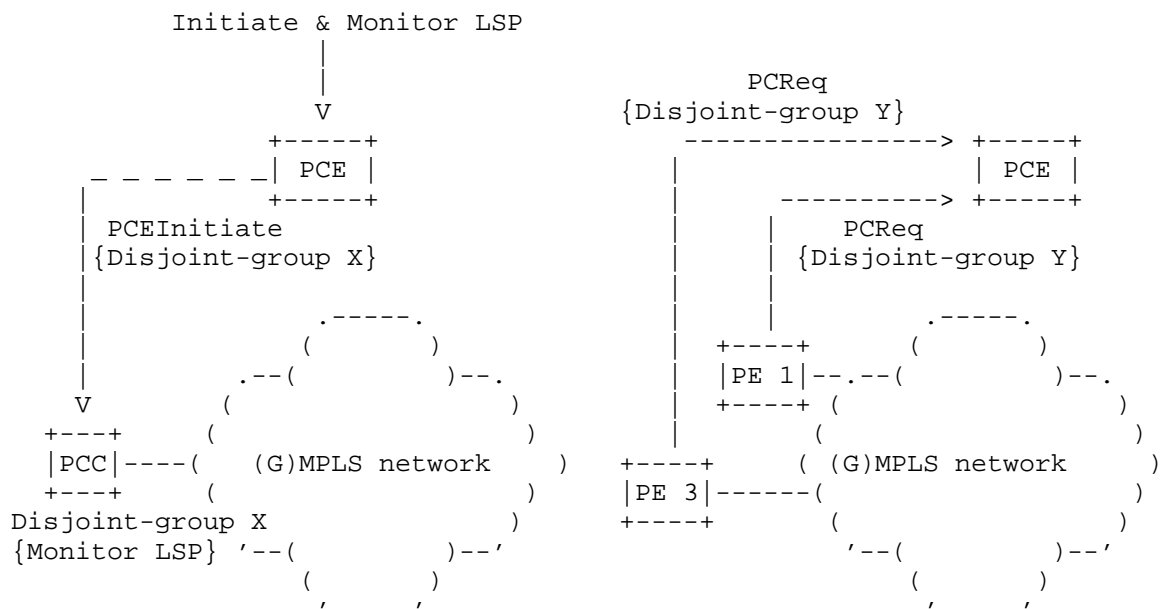 Initiate & Monitor LSP
PCReq
V {Disjoint-group Y}
PCE PCE
PCEInitiate PCReq
{Disjoint-group X} {Disjoint-group Y}
PE 1
V
PCC (G)MPLS network (G)MPLS network
PE 3
Disjoint-group X
{Monitor LSP}